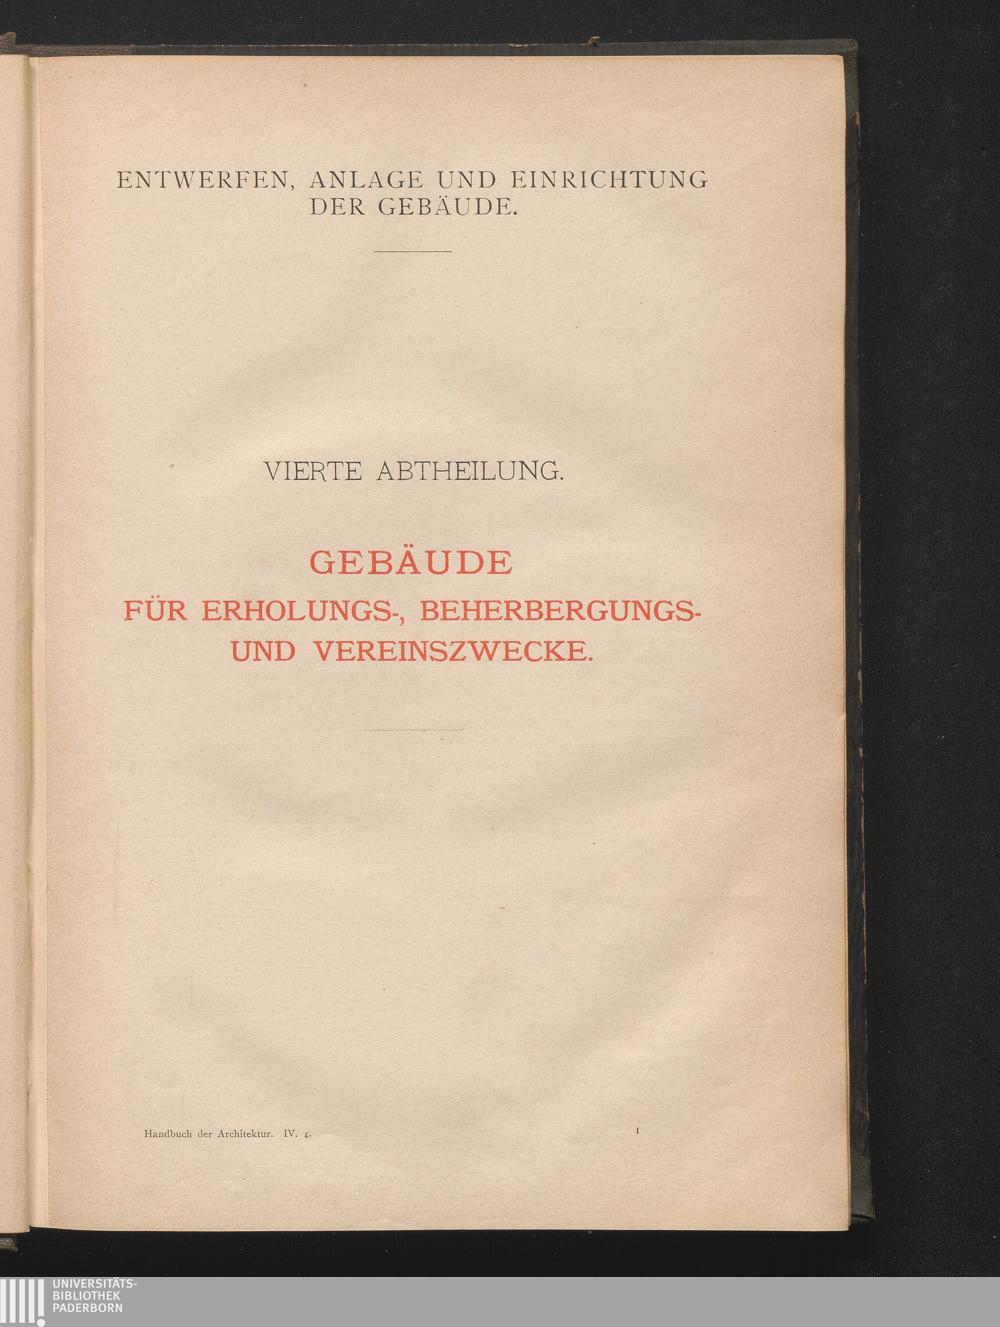 ENTWERFEN, ANLAGE UND EINRICHTUNG
DER GEBÄUDE.
VIERTE ABTHEILUNG.
GEBÄUDE
FÜR ERHOLUNGS-, BEHERBERGUNGS-
UND VEREINSZWECKE.
Handbuch der Architektur. IV. 4. 1
UNIVERSITÄTS-
BIBLIOTHEK
PADERBORN